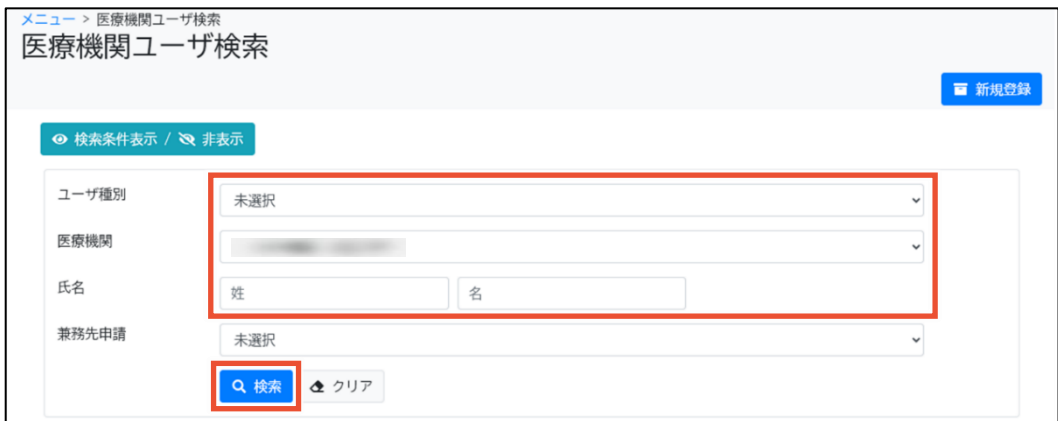 メニュー > 医療機関ユーザ検索
医療機関ユーザ検索
新規登録
検索条件表示 / 非表示
ユーザ種別 未選択
医療機関
氏名 姓 名
兼務先申請 未選択
検索 クリア